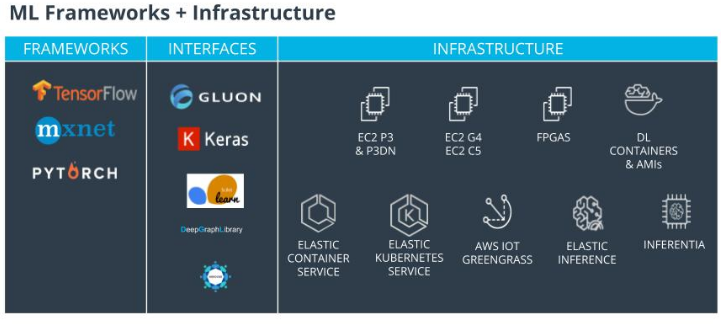 ML Frameworks + Infrastructure
FRAMEWORKS
INTERFACES
INFRASTRUCTURE
TensorFlow
mxnet
PYTORCH
GLUON
K Keras
learn
DeepGraphLibrary
EC2 P3
& P3DN
EC2 G4
EC2 C5
FPGAS
DL
CONTAINERS
& AMIs
ELASTIC
CONTAINER
SERVICE
K
ELASTIC
KUBERNETES
SERVICE
AWS IOT
GREENGRASS
ELASTIC
INFERENCE
INFERENTIA